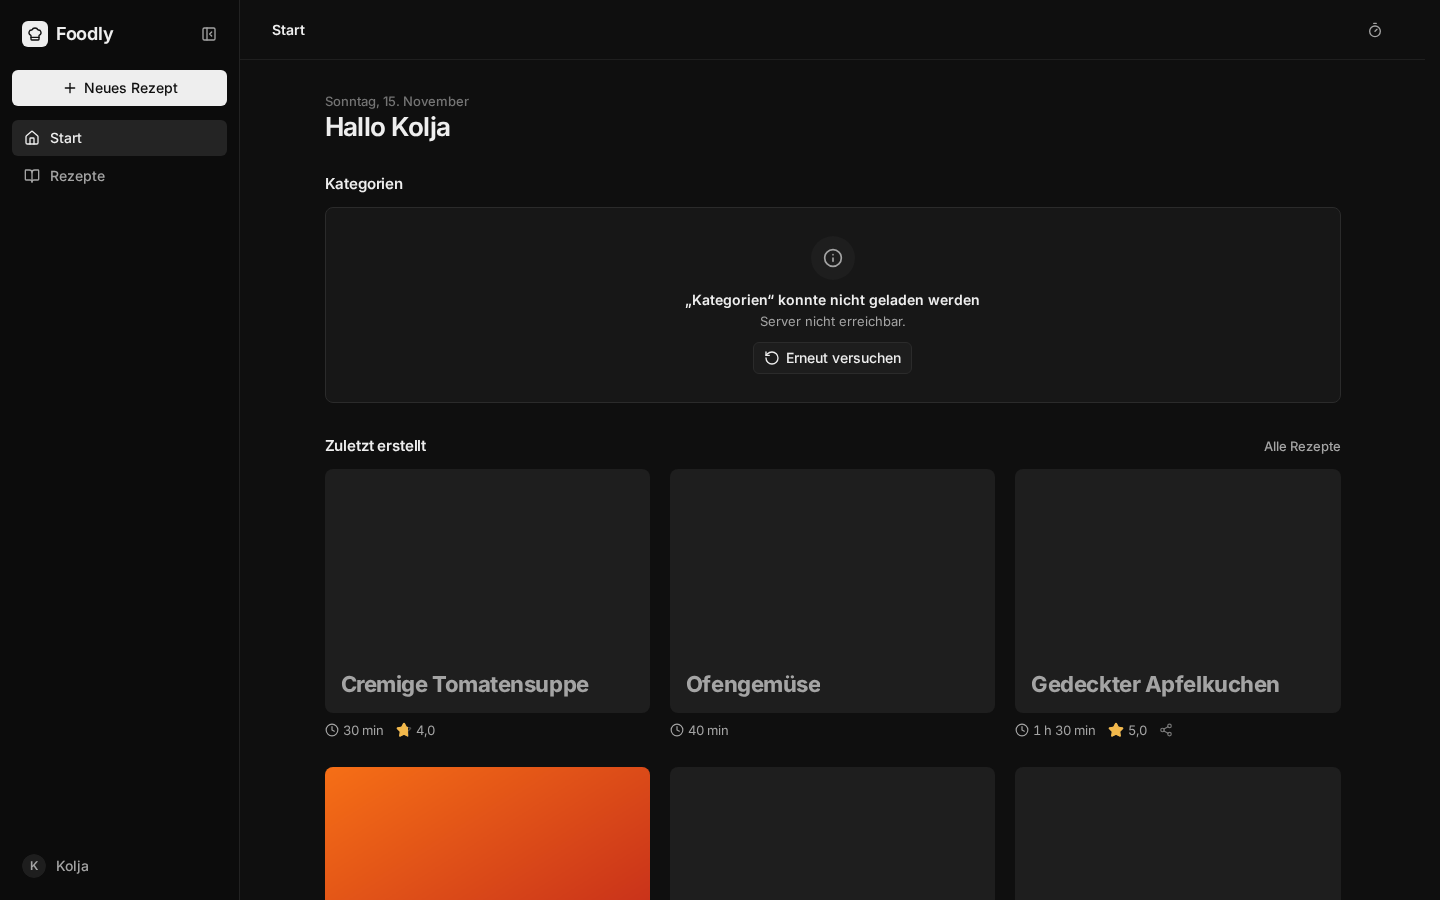 Foodly
Neues Rezept
Start
Rezepte
K
Kolja
Start
Sonntag, 15. November
Hallo Kolja
Kategorien
„Kategorien“ konnte nicht geladen werden
Server nicht erreichbar.
Erneut versuchen
Zuletzt erstellt
Alle Rezepte
Cremige Tomatensuppe
30 min 4,0
Ofengemüse
40 min
Gedeckter Apfelkuchen
1 h 30 min 5,0